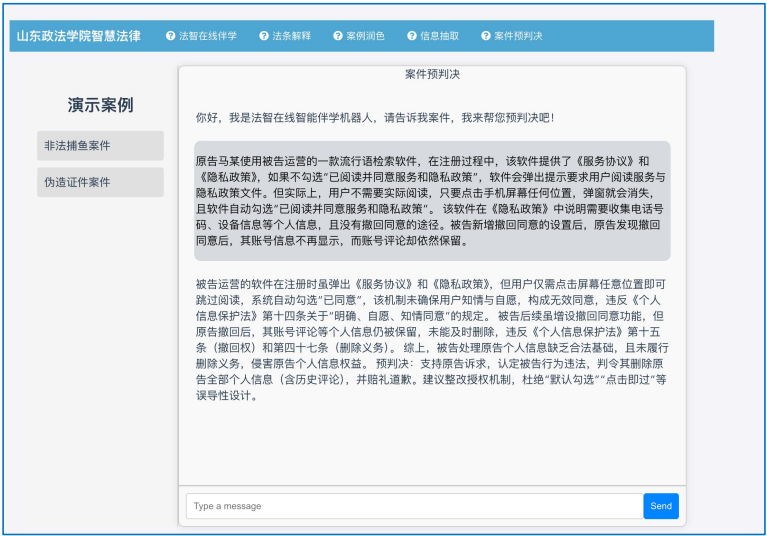 山东政法学院智慧法律 法智在线伴学 法条解释 案例润色 信息抽取 案件预判决
演示案例
非法捕鱼案件
伪造证件案件
案件预判决
你好，我是法智在线智能伴学机器人，请告诉我案件，我来帮您预判决吧！
原告马某使用被告运营的一款流行语检索软件，在注册过程中，该软件提供了《服务协议》和
《隐私政策》，如果不勾选“已阅读并同意服务和隐私政策”，软件会弹出提示要求用户阅读服务与
隐私政策文件。但实际上，用户不需要实际阅读，只要点击手机屏幕任何位置，弹窗就会消失，
且软件自动勾选“已阅读并同意服务和隐私政策”。 该软件在《隐私政策》中说明需要收集电话号
码、设备信息等个人信息，且没有撤回同意的途径。被告新增撤回同意的设置后，原告发现撤回
同意后，其账号信息不再显示，而账号评论却依然保留。
被告运营的软件在注册时虽弹出《服务协议》和《隐私政策》，但用户仅需点击屏幕任意位置即可
跳过阅读，系统自动勾选“已同意”，该机制未确保用户知情与自愿，构成无效同意，违反《个人
信息保护法》第十四条关于“明确、自愿、知情同意”的规定。 被告后续虽增设撤回同意功能，但
原告撤回后，其账号评论等个人信息仍被保留，未能及时删除，违反《个人信息保护法》第十五
条（撤回权）和第四十七条（删除义务）。 综上，被告处理原告个人信息缺乏合法基础，且未履行
删除义务，侵害原告个人信息权益。 预判决：支持原告诉求，认定被告行为违法，判令其删除原
告全部个人信息（含历史评论），并赔礼道歉。建议整改授权机制，杜绝“默认勾选”“点击即过”等
误导性设计。
Type a message
Send